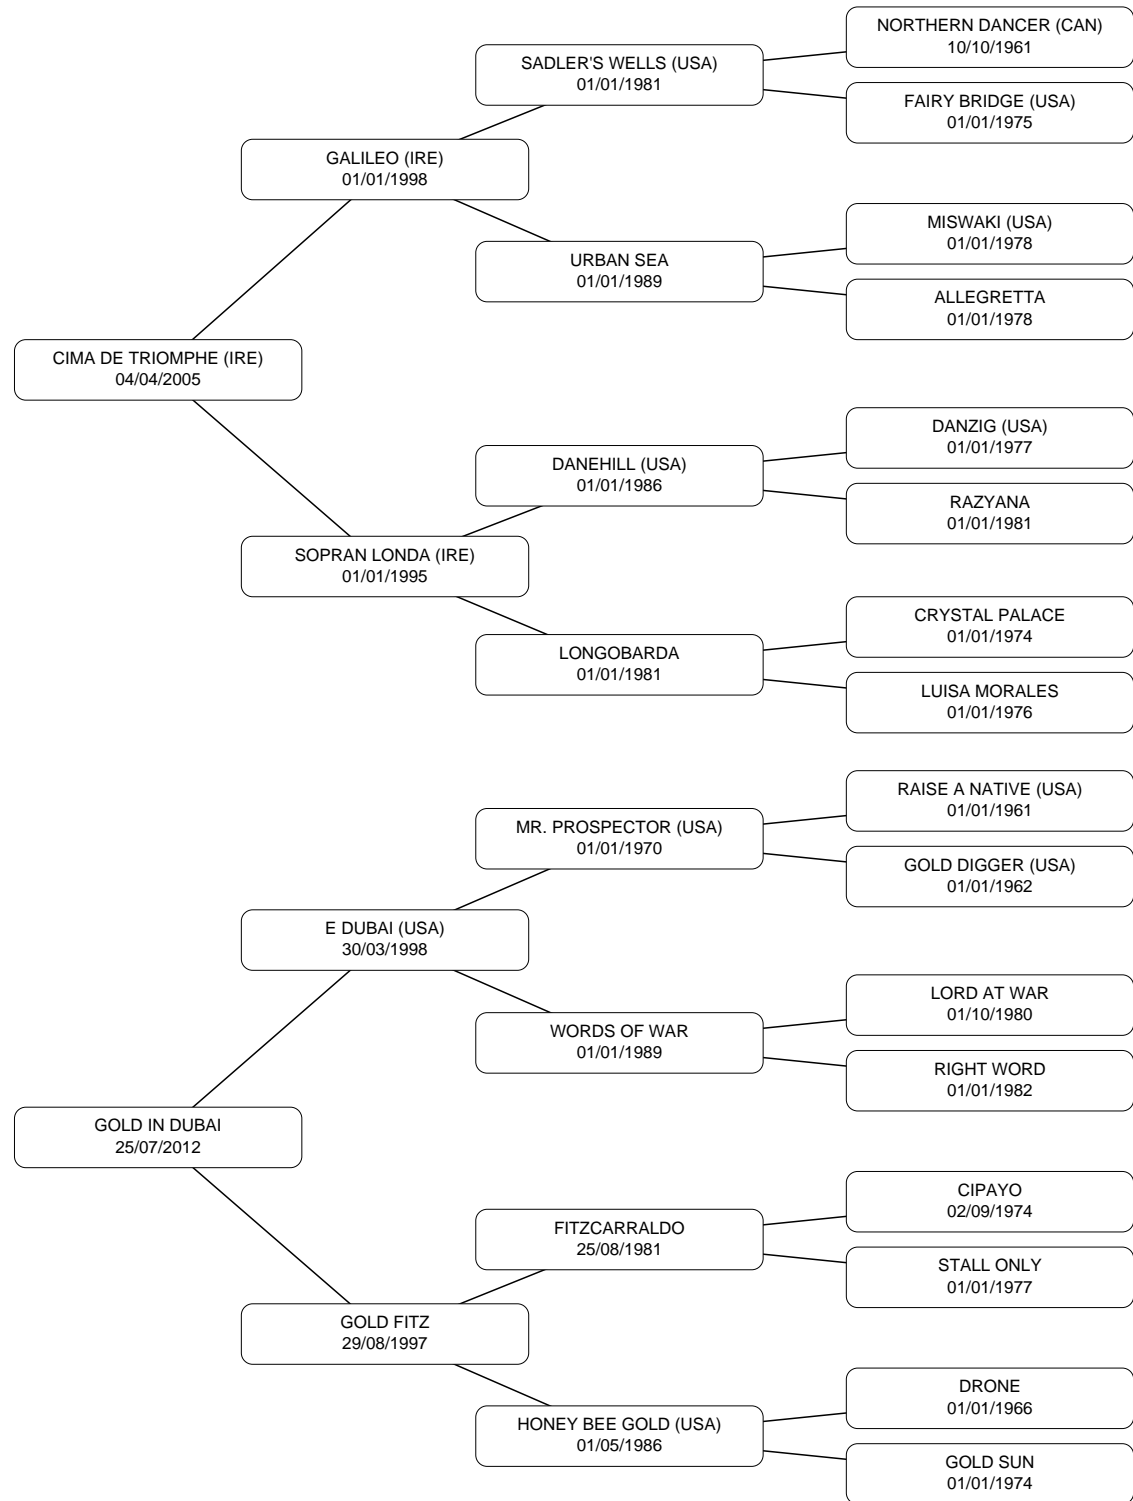 NORTHERN DANCER (CAN)
10/10/1961
SADLER'S WELLS (USA)
01/01/1981
FAIRY BRIDGE (USA)
01/01/1975
GALILEO (IRE)
01/01/1998
MISWAKI (USA)
01/01/1978
URBAN SEA
01/01/1989
ALLEGRETTA
01/01/1978
CIMA DE TRIOMPHE (IRE)
04/04/2005
DANZIG (USA)
01/01/1977
DANEHILL (USA)
01/01/1986
RAZYANA
01/01/1981
SOPRAN LONDA (IRE)
01/01/1995
CRYSTAL PALACE
01/01/1974
LONGOBARDA
01/01/1981
LUISA MORALES
01/01/1976
RAISE A NATIVE (USA)
01/01/1961
MR. PROSPECTOR (USA)
01/01/1970
GOLD DIGGER (USA)
01/01/1962
E DUBAI (USA)
30/03/1998
LORD AT WAR
01/10/1980
WORDS OF WAR
01/01/1989
RIGHT WORD
01/01/1982
GOLD IN DUBAI
25/07/2012
CIPAYO
02/09/1974
FITZCARRALDO
25/08/1981
STALL ONLY
01/01/1977
GOLD FITZ
29/08/1997
DRONE
01/01/1966
HONEY BEE GOLD (USA)
01/05/1986
GOLD SUN
01/01/1974